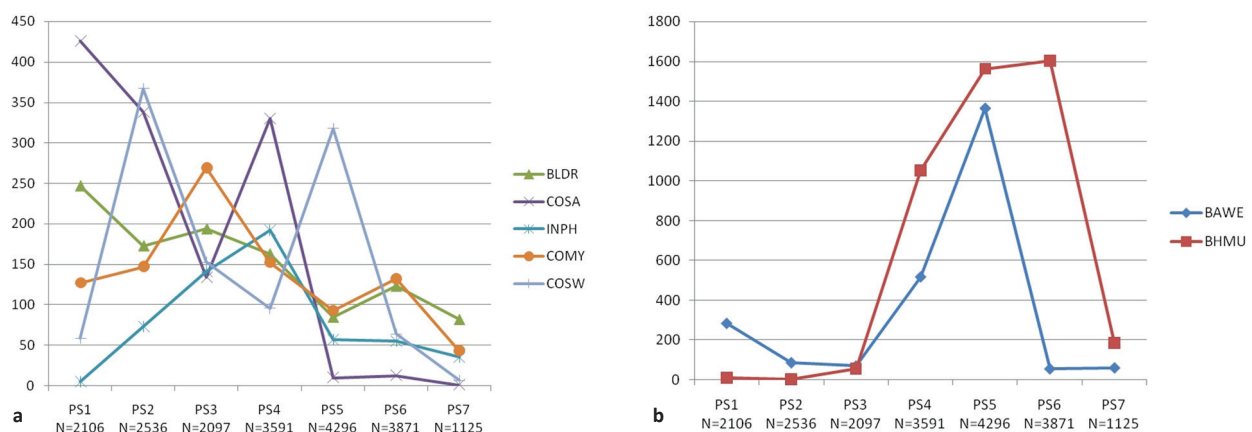 450
400
350
300
250
200
150
100
50
0
BLDR
COSA
INPH
COMY
COSW
PS1 PS2 PS3 PS4 PS5 PS6 PS7
N=2106 N=2536 N=2097 N=3591 N=4296 N=3871 N=1125
a
1800
1600
1400
1200
1000
800
600
400
200
0
BAWE
BHMU
PS1 PS2 PS3 PS4 PS5 PS6 PS7
N=2106 N=2536 N=2097 N=3591 N=4296 N=3871 N=1125
b